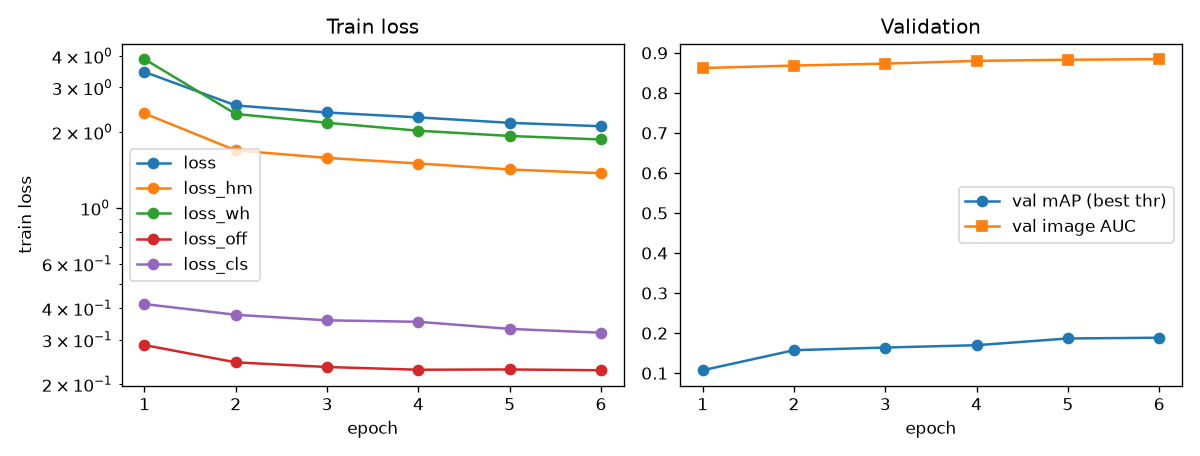 Train loss
train loss
4 × 10⁰
3 × 10⁰
2 × 10⁰
10⁰
6 × 10⁻¹
4 × 10⁻¹
3 × 10⁻¹
2 × 10⁻¹
loss
loss_hm
loss_wh
loss_off
loss_cls
1 2 3 4 5 6
epoch
Validation
0.9
0.8
0.7
0.6
0.5
0.4
0.3
0.2
0.1
val mAP (best thr)
val image AUC
1 2 3 4 5 6
epoch